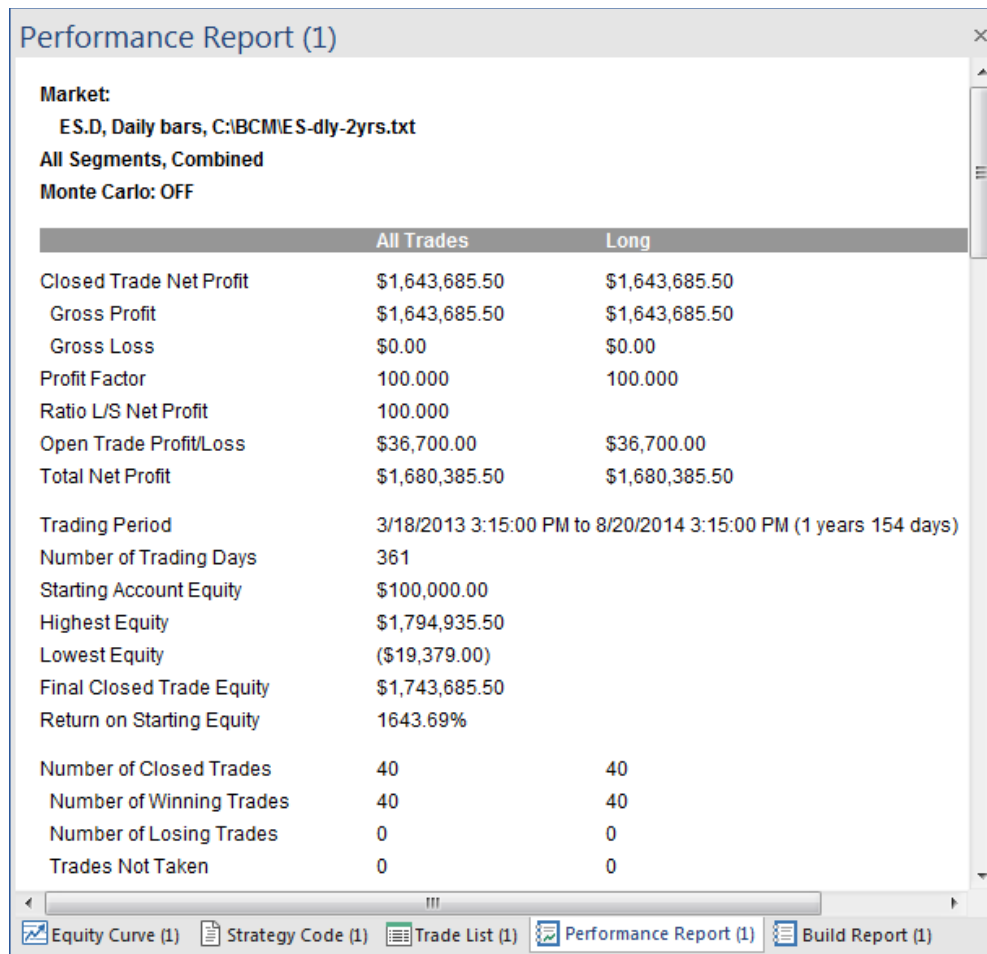 Performance Report (1)
Market:
ES.D, Daily bars, C:\BCM\ES-dly-2yrs.txt
All Segments, Combined
Monte Carlo: OFF
All Trades Long
Closed Trade Net Profit $1,643,685.50 $1,643,685.50
Gross Profit $1,643,685.50 $1,643,685.50
Gross Loss $0.00 $0.00
Profit Factor 100.000 100.000
Ratio L/S Net Profit 100.000
Open Trade Profit/Loss $36,700.00 $36,700.00
Total Net Profit $1,680,385.50 $1,680,385.50
Trading Period 3/18/2013 3:15:00 PM to 8/20/2014 3:15:00 PM (1 years 154 days)
Number of Trading Days 361
Starting Account Equity $100,000.00
Highest Equity $1,794,935.50
Lowest Equity ($19,379.00)
Final Closed Trade Equity $1,743,685.50
Return on Starting Equity 1643.69%
Number of Closed Trades 40 40
Number of Winning Trades 40 40
Number of Losing Trades 0 0
Trades Not Taken 0 0
Equity Curve (1) Strategy Code (1) Trade List (1) Performance Report (1) Build Report (1)